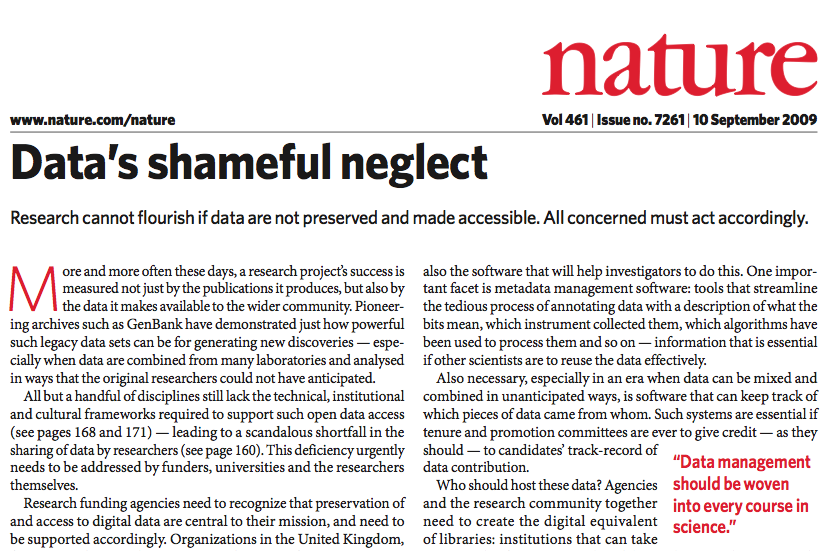 nature
www.nature.com/nature
Vol 461 | Issue no. 7261 | 10 September 2009
Data’s shameful neglect
Research cannot flourish if data are not preserved and made accessible. All concerned must act accordingly.
More and more often these days, a research project’s success is
measured not just by the publications it produces, but also by
the data it makes available to the wider community. Pioneer-
ing archives such as GenBank have demonstrated just how powerful
such legacy data sets can be for generating new discoveries — espe-
cially when data are combined from many laboratories and analysed
in ways that the original researchers could not have anticipated.
All but a handful of disciplines still lack the technical, institutional
and cultural frameworks required to support such open data access
(see pages 168 and 171) — leading to a scandalous shortfall in the
sharing of data by researchers (see page 160). This deficiency urgently
needs to be addressed by funders, universities and the researchers
themselves.
Research funding agencies need to recognize that preservation of
and access to digital data are central to their mission, and need to
be supported accordingly. Organizations in the United Kingdom,
also the software that will help investigators to do this. One impor-
tant facet is metadata management software: tools that streamline
the tedious process of annotating data with a description of what the
bits mean, which instrument collected them, which algorithms have
been used to process them and so on — information that is essential
if other scientists are to reuse the data effectively.
Also necessary, especially in an era when data can be mixed and
combined in unanticipated ways, is software that can keep track of
which pieces of data came from whom. Such systems are essential if
tenure and promotion committees are ever to give credit — as they
should — to candidates’ track-record of
data contribution.
Who should host these data? Agencies
and the research community together
need to create the digital equivalent
of libraries: institutions that can take
“Data management
should be woven
into every course in
science.”